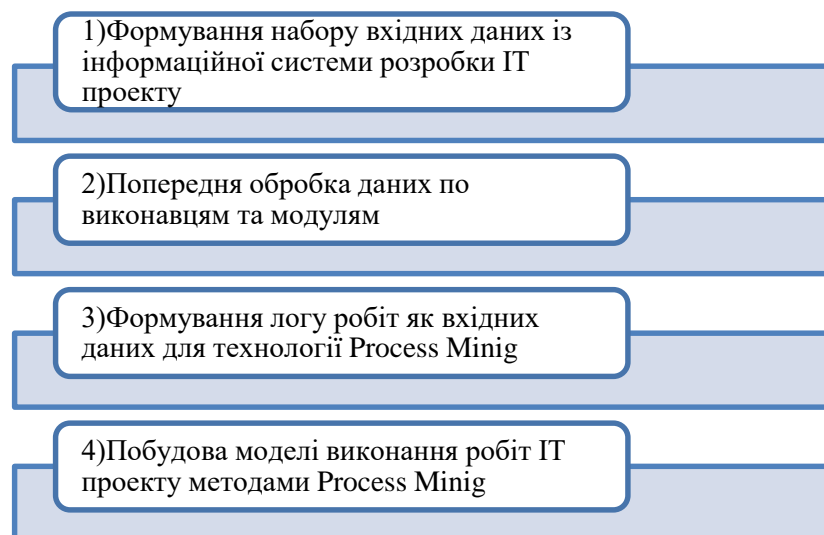 1)Формування набору вхідних даних із
інформаційної системи розробки ІТ
проекту
2)Попередня обробка даних по
виконавцям та модулям
3)Формування логу робіт як вхідних
даних для технології Process Minig
4)Побудова моделі виконання робіт ІТ
проекту методами Process Minig